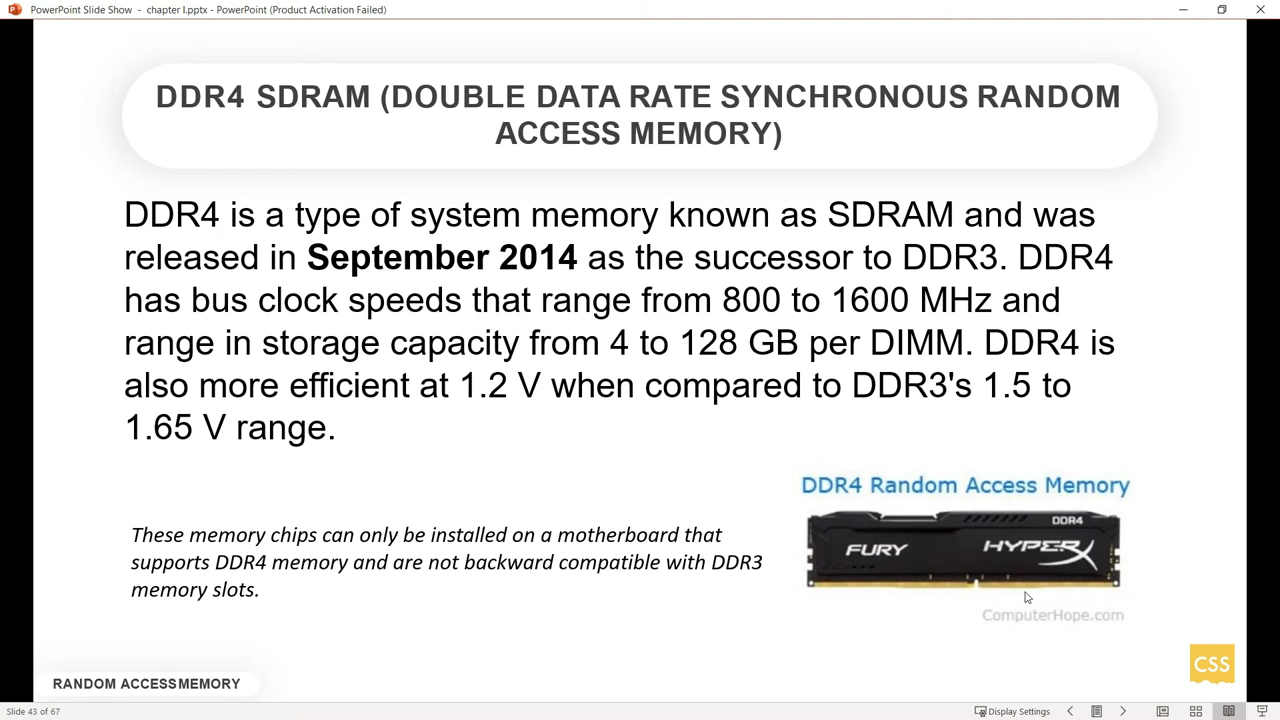 PowerPoint Slide Show - chapter I.pptx - PowerPoint (Product Activation Failed)
DDR4 SDRAM (DOUBLE DATA RATE SYNCHRONOUS RANDOM
ACCESS MEMORY)
DDR4 is a type of system memory known as SDRAM and was
released in September 2014 as the successor to DDR3. DDR4
has bus clock speeds that range from 800 to 1600 MHz and
range in storage capacity from 4 to 128 GB per DIMM. DDR4 is
also more efficient at 1.2 V when compared to DDR3's 1.5 to
1.65 V range.
These memory chips can only be installed on a motherboard that
supports DDR4 memory and are not backward compatible with DDR3
memory slots.
DDR4 Random Access Memory
DDR4
FURY HYPERX
ComputerHope.com
CSS
RANDOM ACCESS MEMORY
Slide 43 of 67
Display Settings